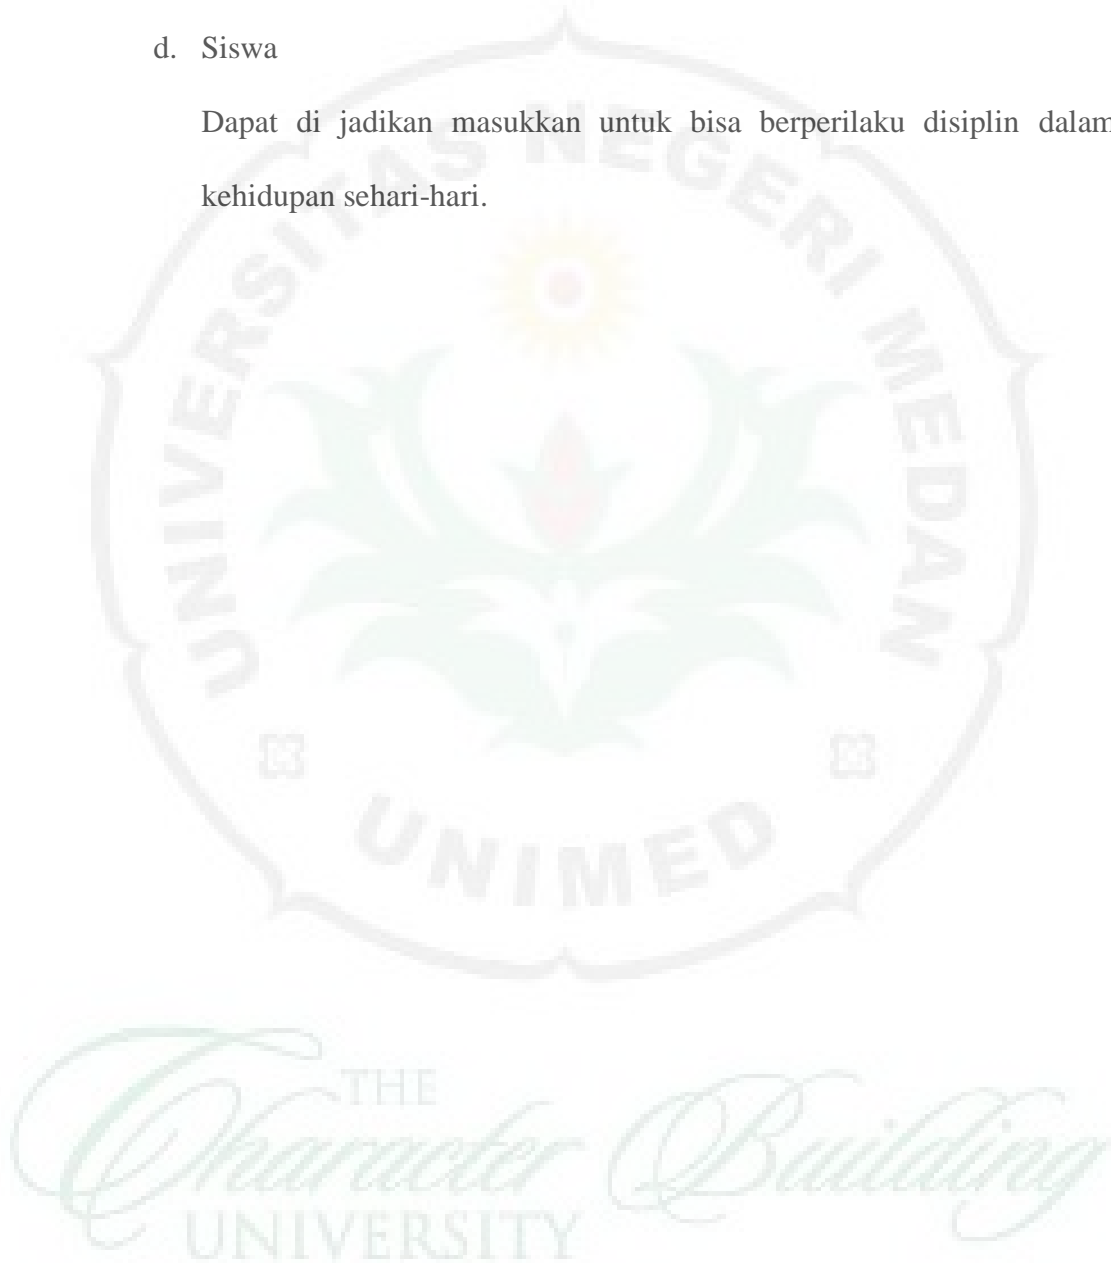 d. Siswa
Dapat di jadikan masukkan untuk bisa berperilaku disiplin dalam
kehidupan sehari-hari.
UNIVERSITAS NEGERI MEDAN
UNIMED
THE
Character Building
UNIVERSITY